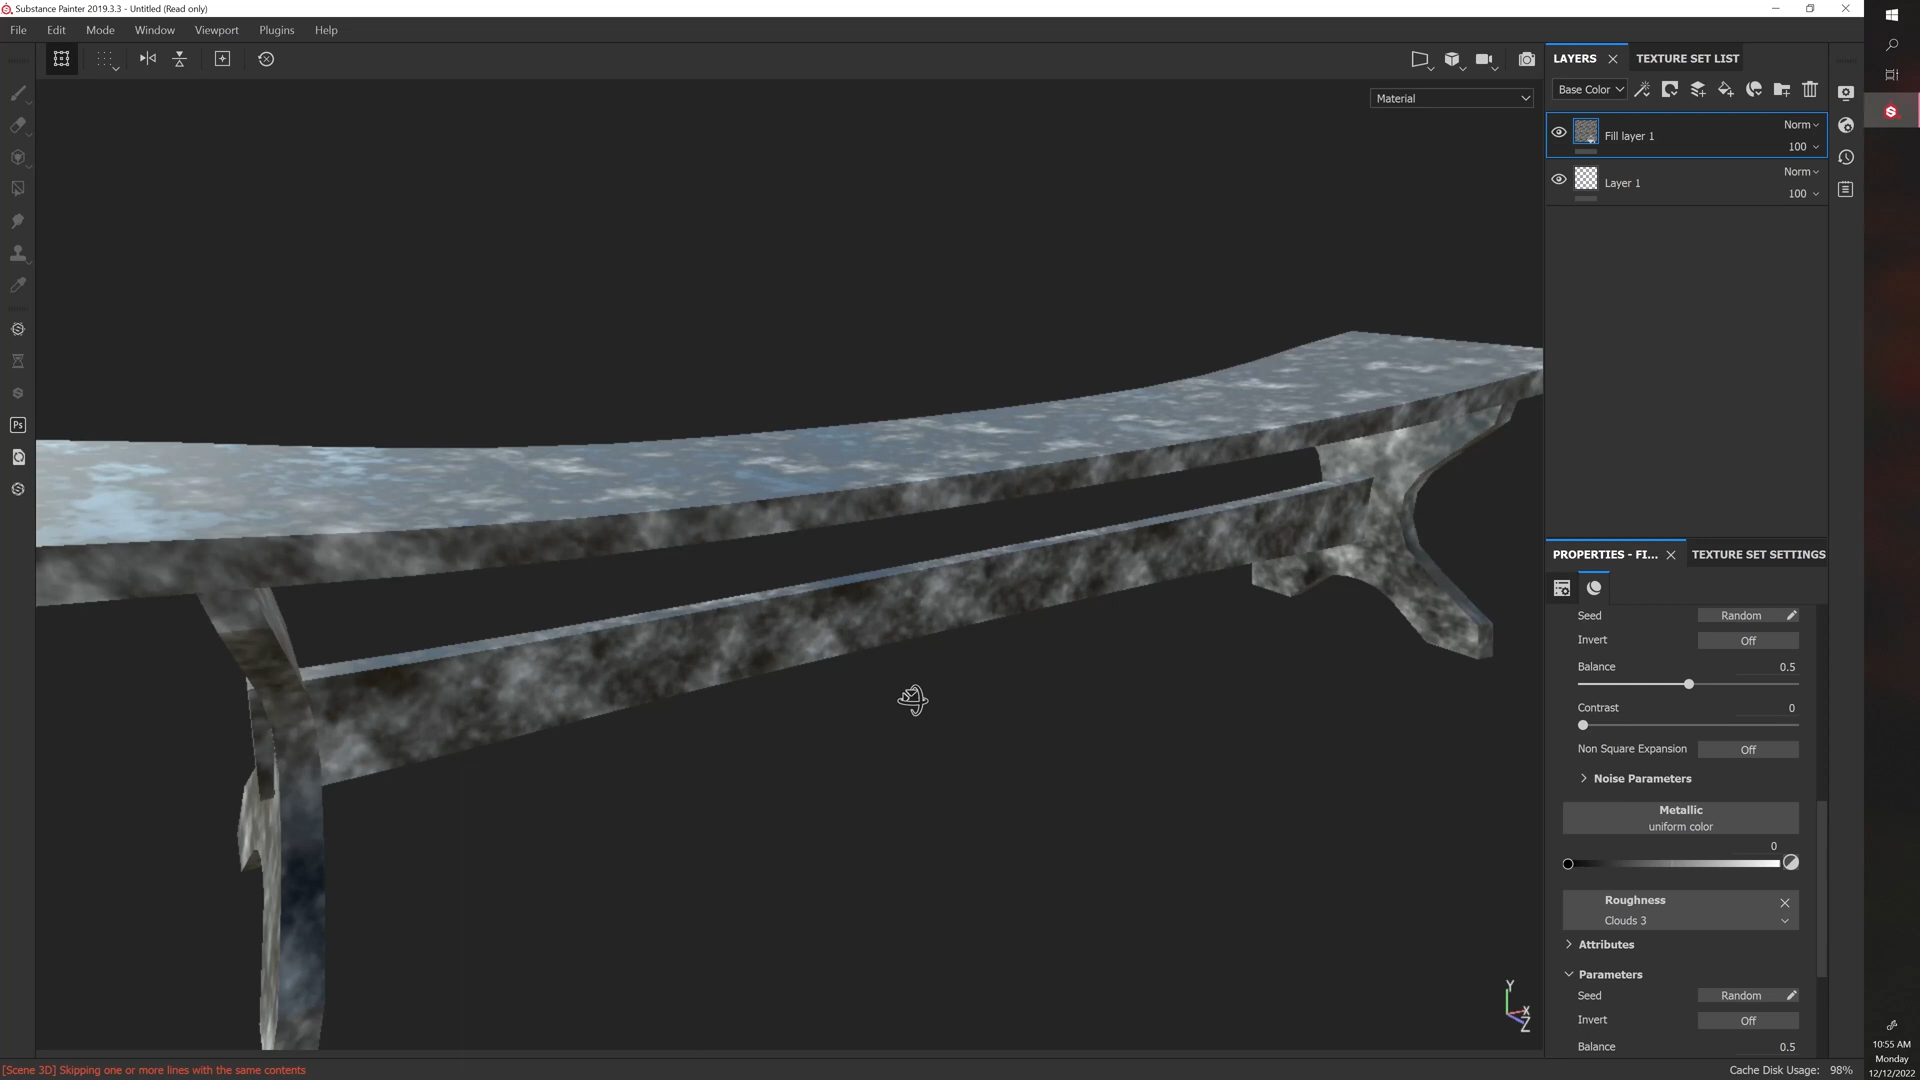 Substance Painter 2019.3.3 - Untitled (Read only)
File Edit Mode Window Viewport Plugins Help
LAYERS TEXTURE SET LIST
Base Color
Material
Norm
Fill layer 1
100
Norm
Layer 1
100
Ps
PROPERTIES - FI... TEXTURE SET SETTINGS
Seed Random
Invert Off
Balance 0.5
Contrast 0
Non Square Expansion Off
Noise Parameters
Metallic
uniform color
0
Roughness
Clouds 3
Attributes
Parameters
Seed Random
Invert Off
Balance 0.5
Y
X
Z
[Scene 3D] Skipping one or more lines with the same contents
Cache Disk Usage: 98%
10:55 AM
Monday
12/12/2022